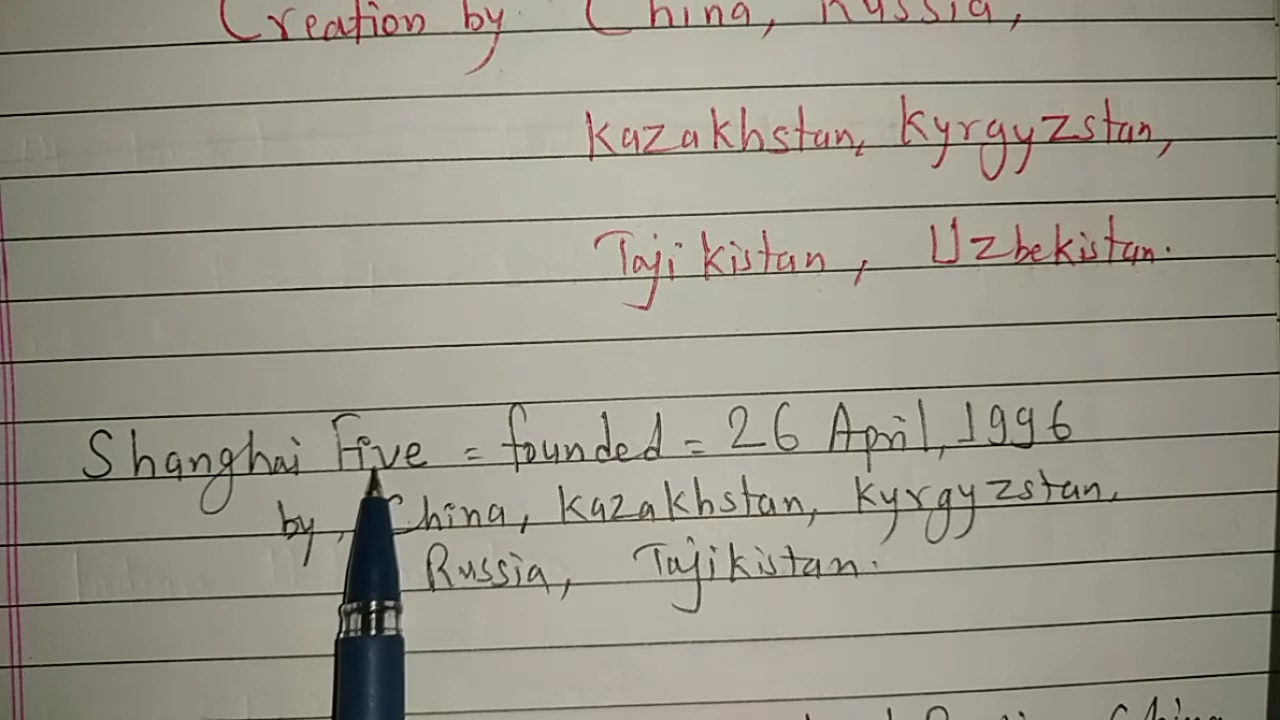 Creation by China, Russia,
Kazakhstan, Kyrgyzstan,
Tajikistan, Uzbekistan.
Shanghai Five = founded = 26 April, 1996
by, China, Kazakhstan, Kyrgyzstan,
Russia, Tajikistan.
China